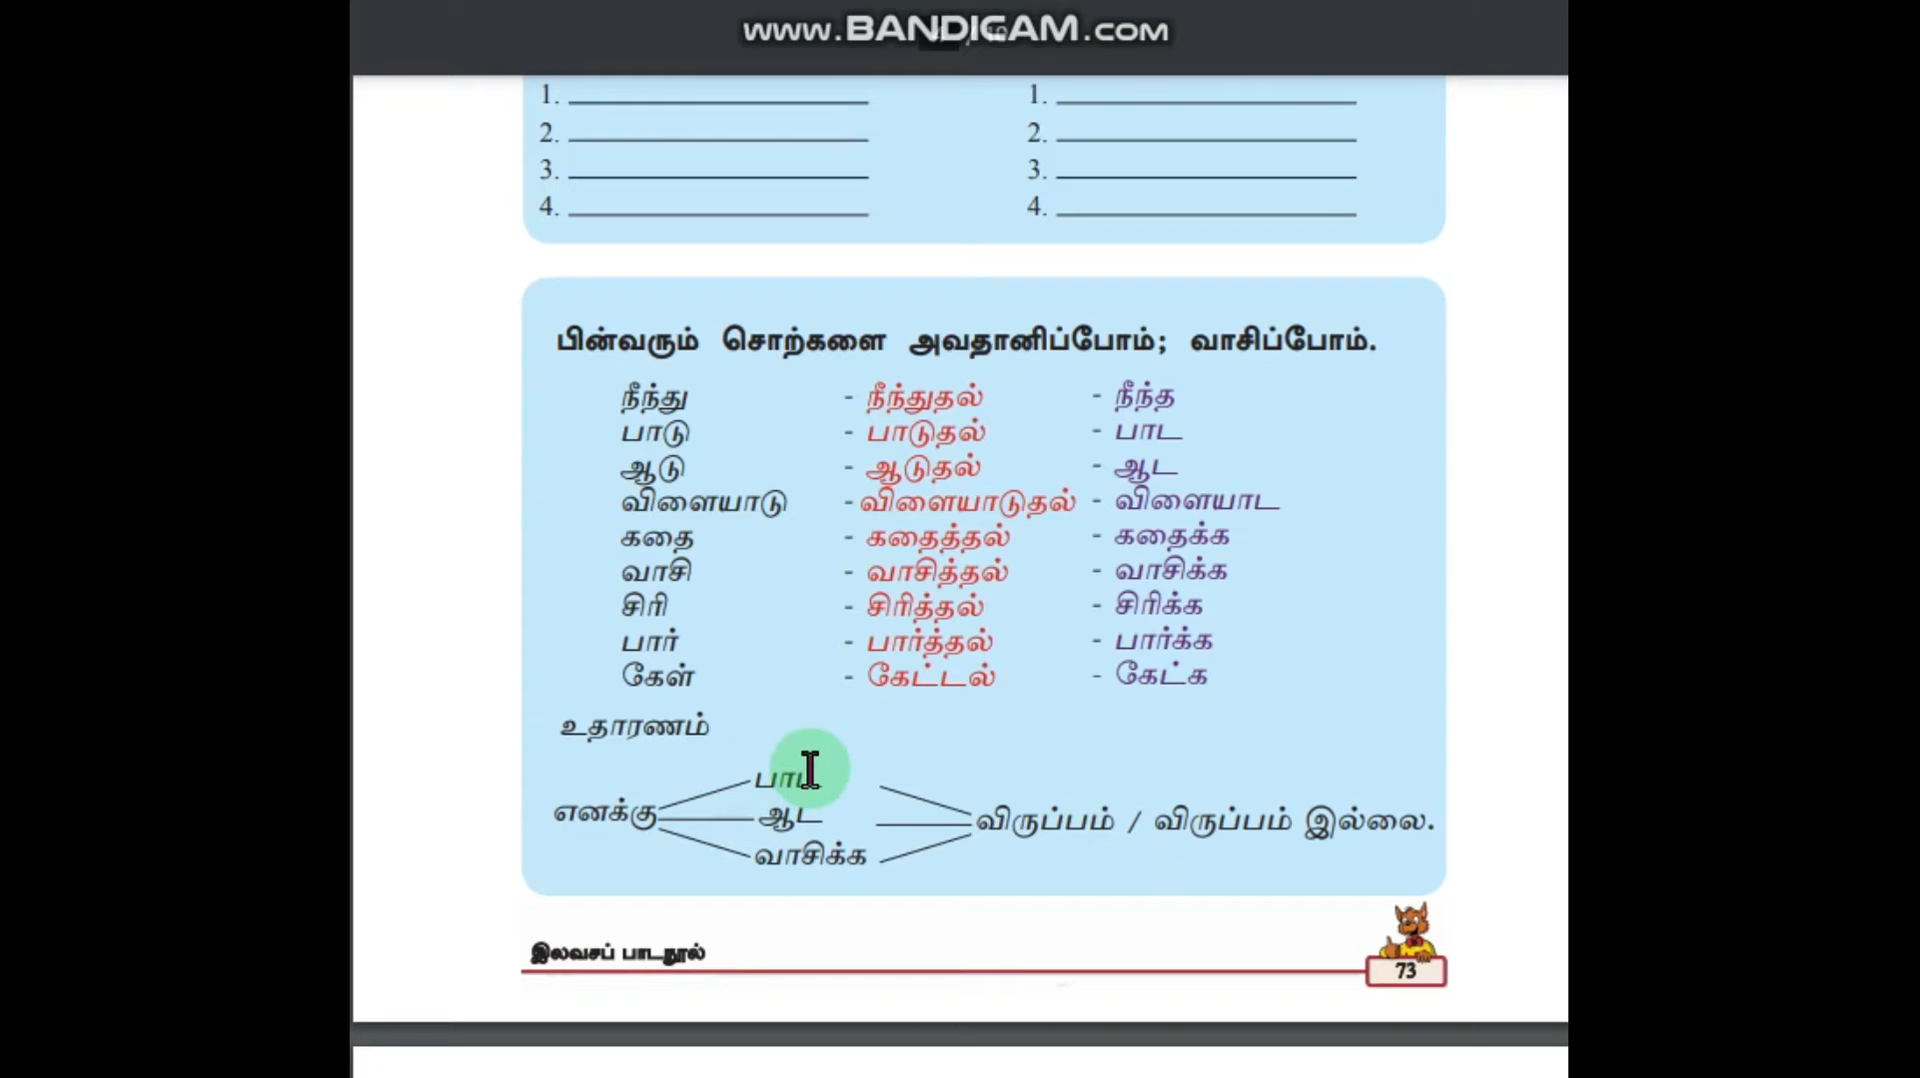 www.BANDICAM.com
1. 1.
2. 2.
3. 3.
4. 4.
பின்வரும் சொற்களை அவதானிப்போம்; வாசிப்போம்.
நீந்து - நீந்துதல் - நீந்த
பாடு - பாடுதல் - பாட
ஆடு - ஆடுதல் - ஆட
விளையாடு - விளையாடுதல் - விளையாட
கதை - கதைத்தல் - கதைக்க
வாசி - வாசித்தல் - வாசிக்க
சிரி - சிரித்தல் - சிரிக்க
பார் - பார்த்தல் - பார்க்க
கேள் - கேட்டல் - கேட்க
உதாரணம்
பாட
எனக்கு ஆட விருப்பம் / விருப்பம் இல்லை.
வாசிக்க
இலவசப் பாடநூல்
73